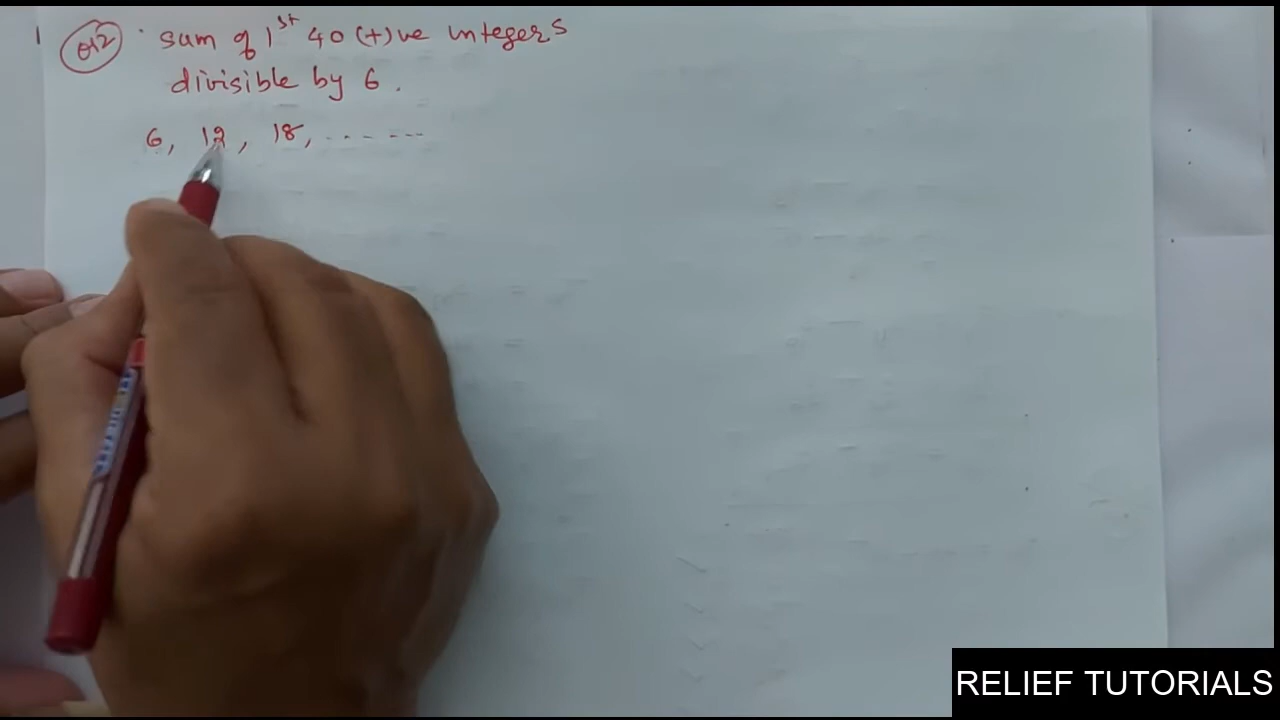 Q12 sum of 1st 40 (+)ve integers
divisible by 6.
6, 12, 18, .......
RELIEF TUTORIALS